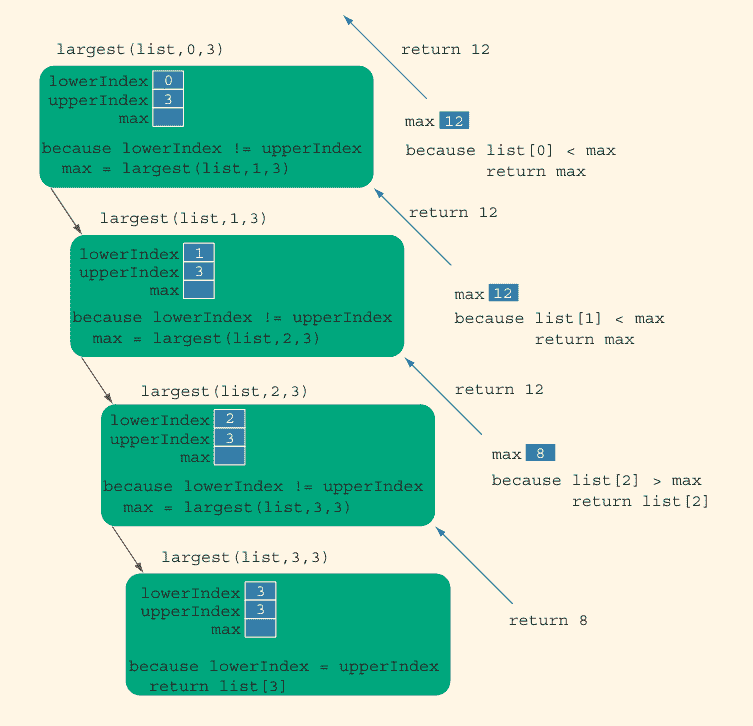 return 12
largest(list,0,3)
lowerIndex 0
upperIndex 3
max
because lowerIndex != upperIndex
max = largest(list,1,3)
max 12
because list[0] < max
return max
return 12
largest(list,1,3)
lowerIndex 1
upperIndex 3
max
because lowerIndex != upperIndex
max = largest(list,2,3)
max 12
because list[1] < max
return max
return 12
largest(list,2,3)
lowerIndex 2
upperIndex 3
max
because lowerIndex != upperIndex
max = largest(list,3,3)
max 8
because list[2] > max
return list[2]
largest(list,3,3)
lowerIndex 3
upperIndex 3
max
because lowerIndex = upperIndex
return list[3]
return 8